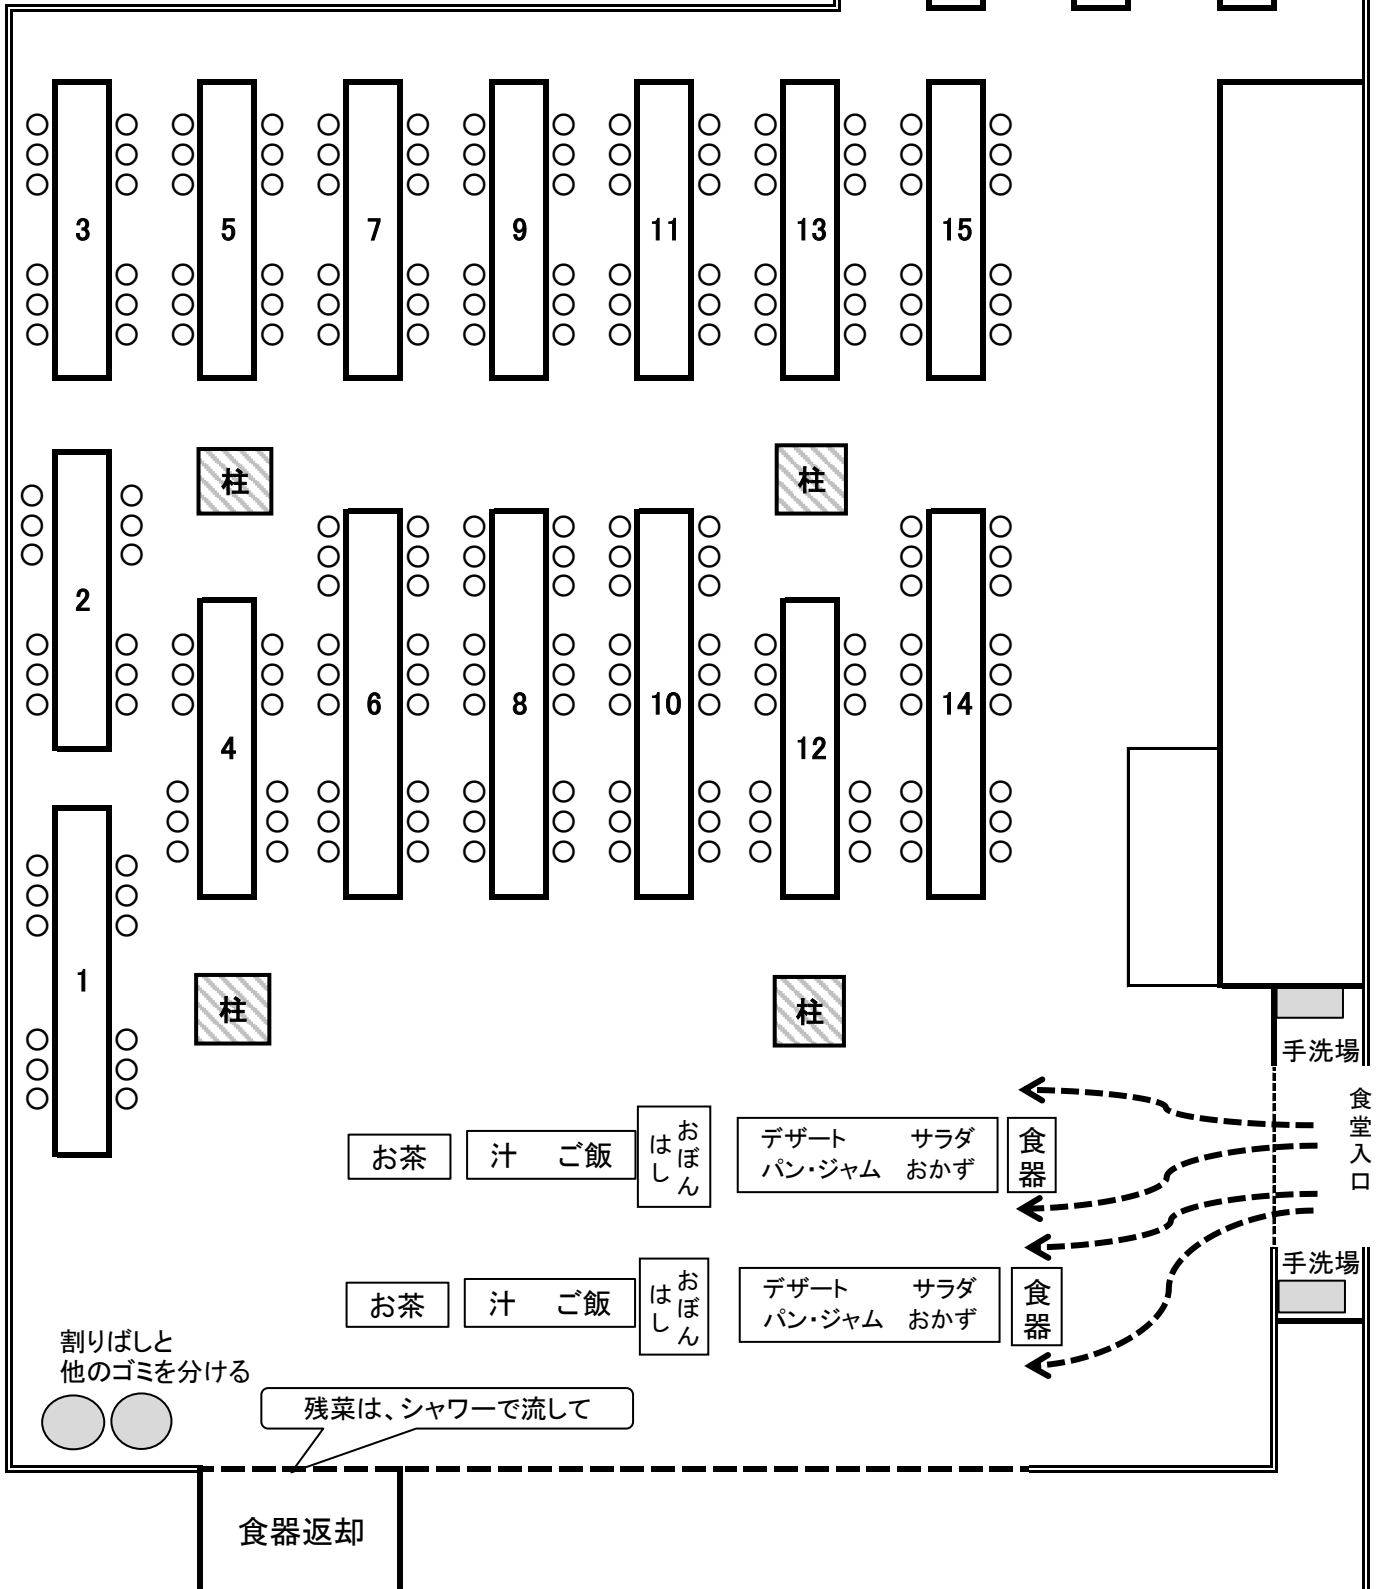 3
5
7
9
11
13
15
柱
柱
2
6
8
10
14
4
12
1
柱
柱
手洗場
食堂入口
お茶
汁 ご飯
おぼん
はし
デザート サラダ
パン・ジャム おかず
食器
手洗場
お茶
汁 ご飯
おぼん
はし
デザート サラダ
パン・ジャム おかず
食器
割りばしと
他のゴミを分ける
残菜は、シャワーで流して
食器返却